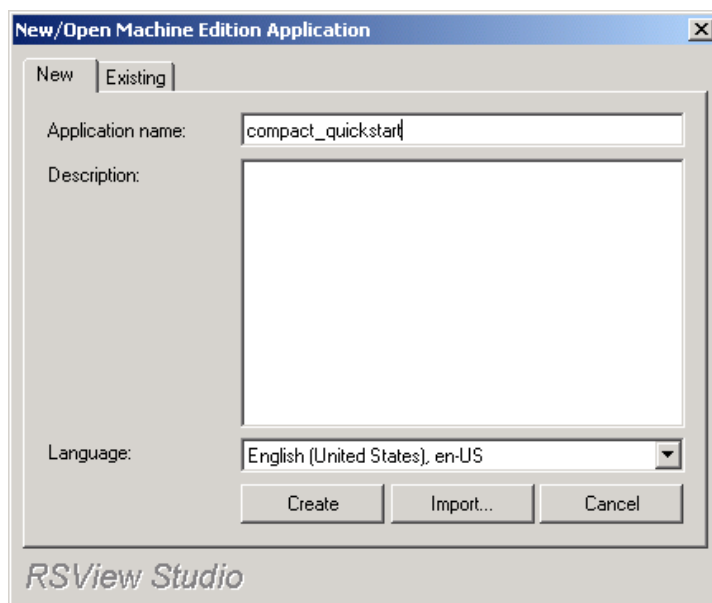 New/Open Machine Edition Application
New Existing
Application name: compact_quickstart
Description:
Language: English (United States), en-US
Create Import... Cancel
RSView Studio